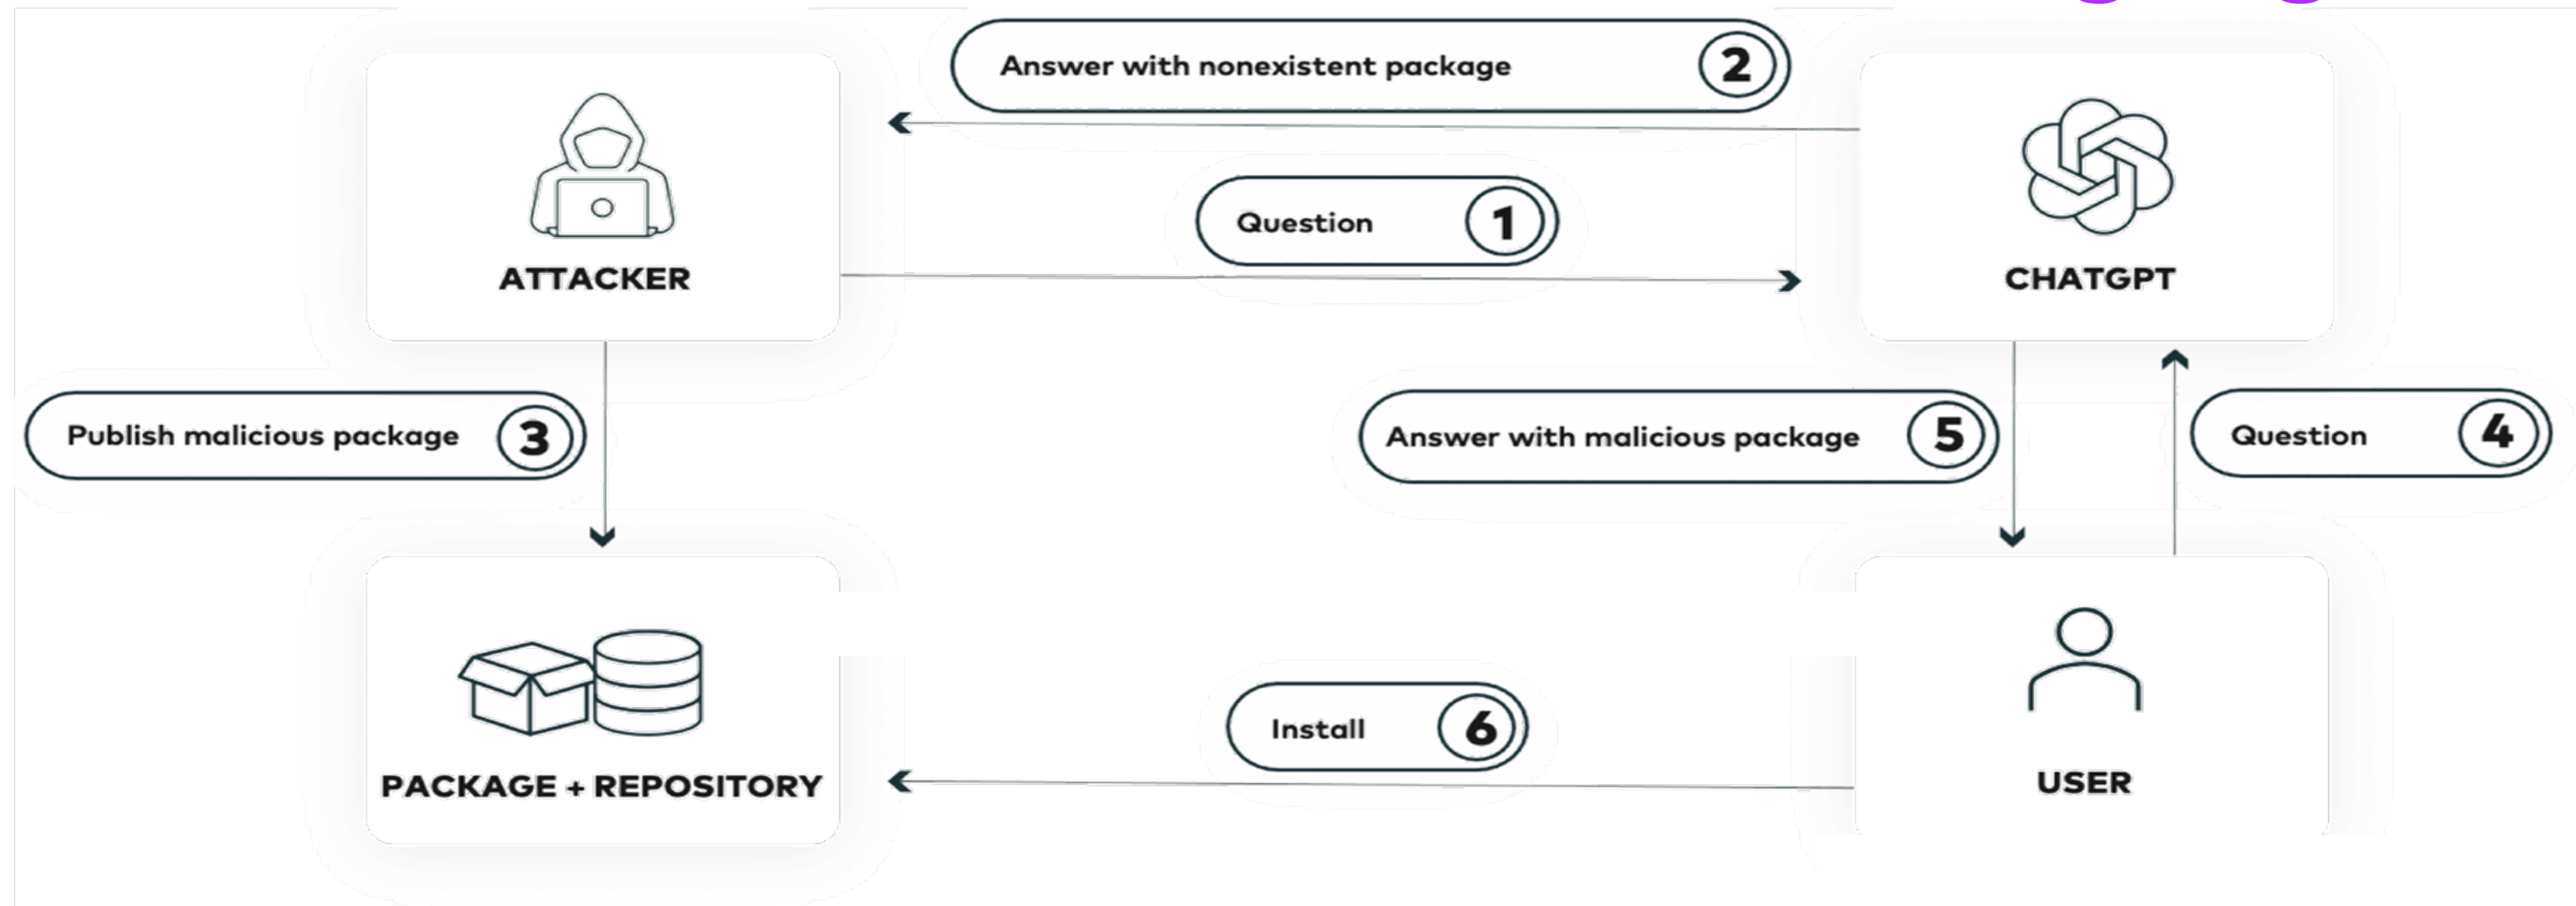 Answer with nonexistent package 2
Question 1
ATTACKER
CHATGPT
Publish malicious package 3
Answer with malicious package 5
Question 4
Install 6
PACKAGE + REPOSITORY
USER